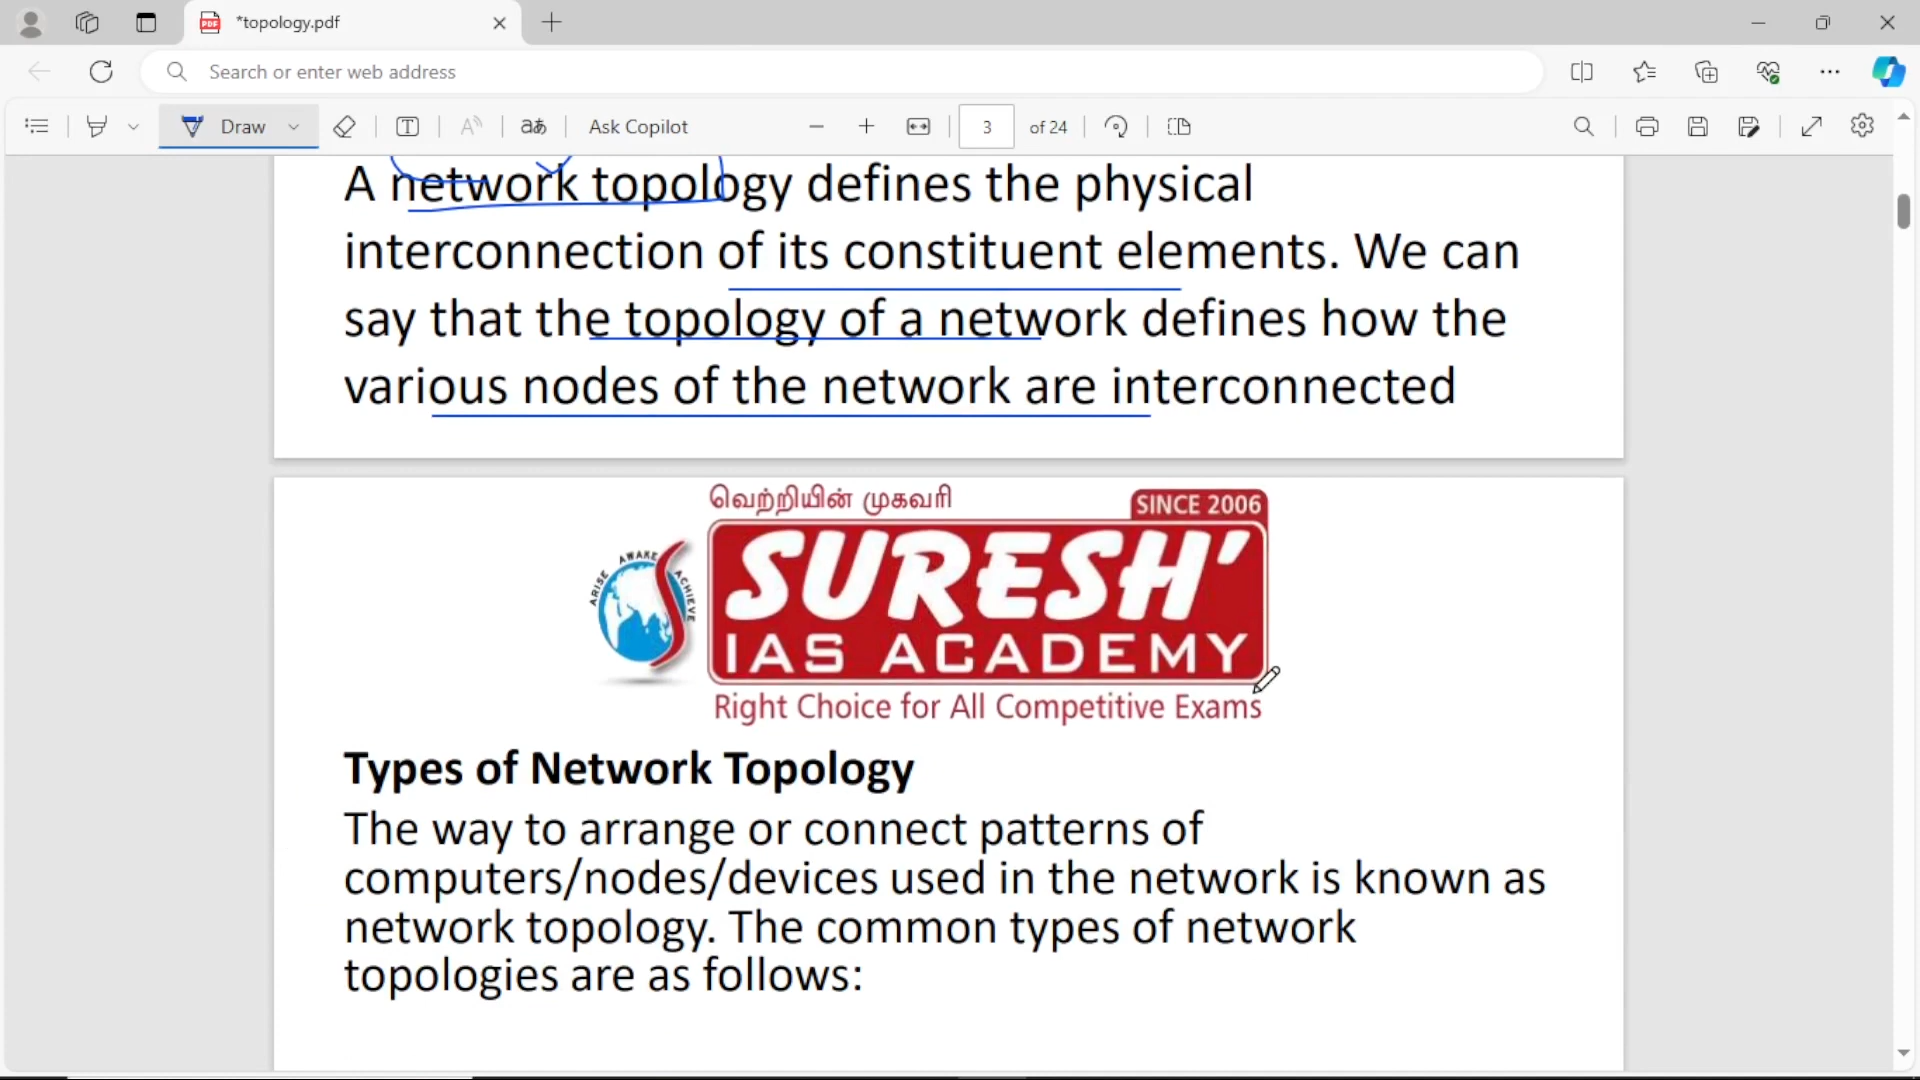 *topology.pdf
Search or enter web address
Draw
Ask Copilot
3 of 24
A network topology defines the physical
interconnection of its constituent elements. We can
say that the topology of a network defines how the
various nodes of the network are interconnected
வெற்றியின் முகவரி
SINCE 2006
ARISE AWAKE ACHIEVE
SURESH'
IAS ACADEMY
Right Choice for All Competitive Exams
Types of Network Topology
The way to arrange or connect patterns of
computers/nodes/devices used in the network is known as
network topology. The common types of network
topologies are as follows: